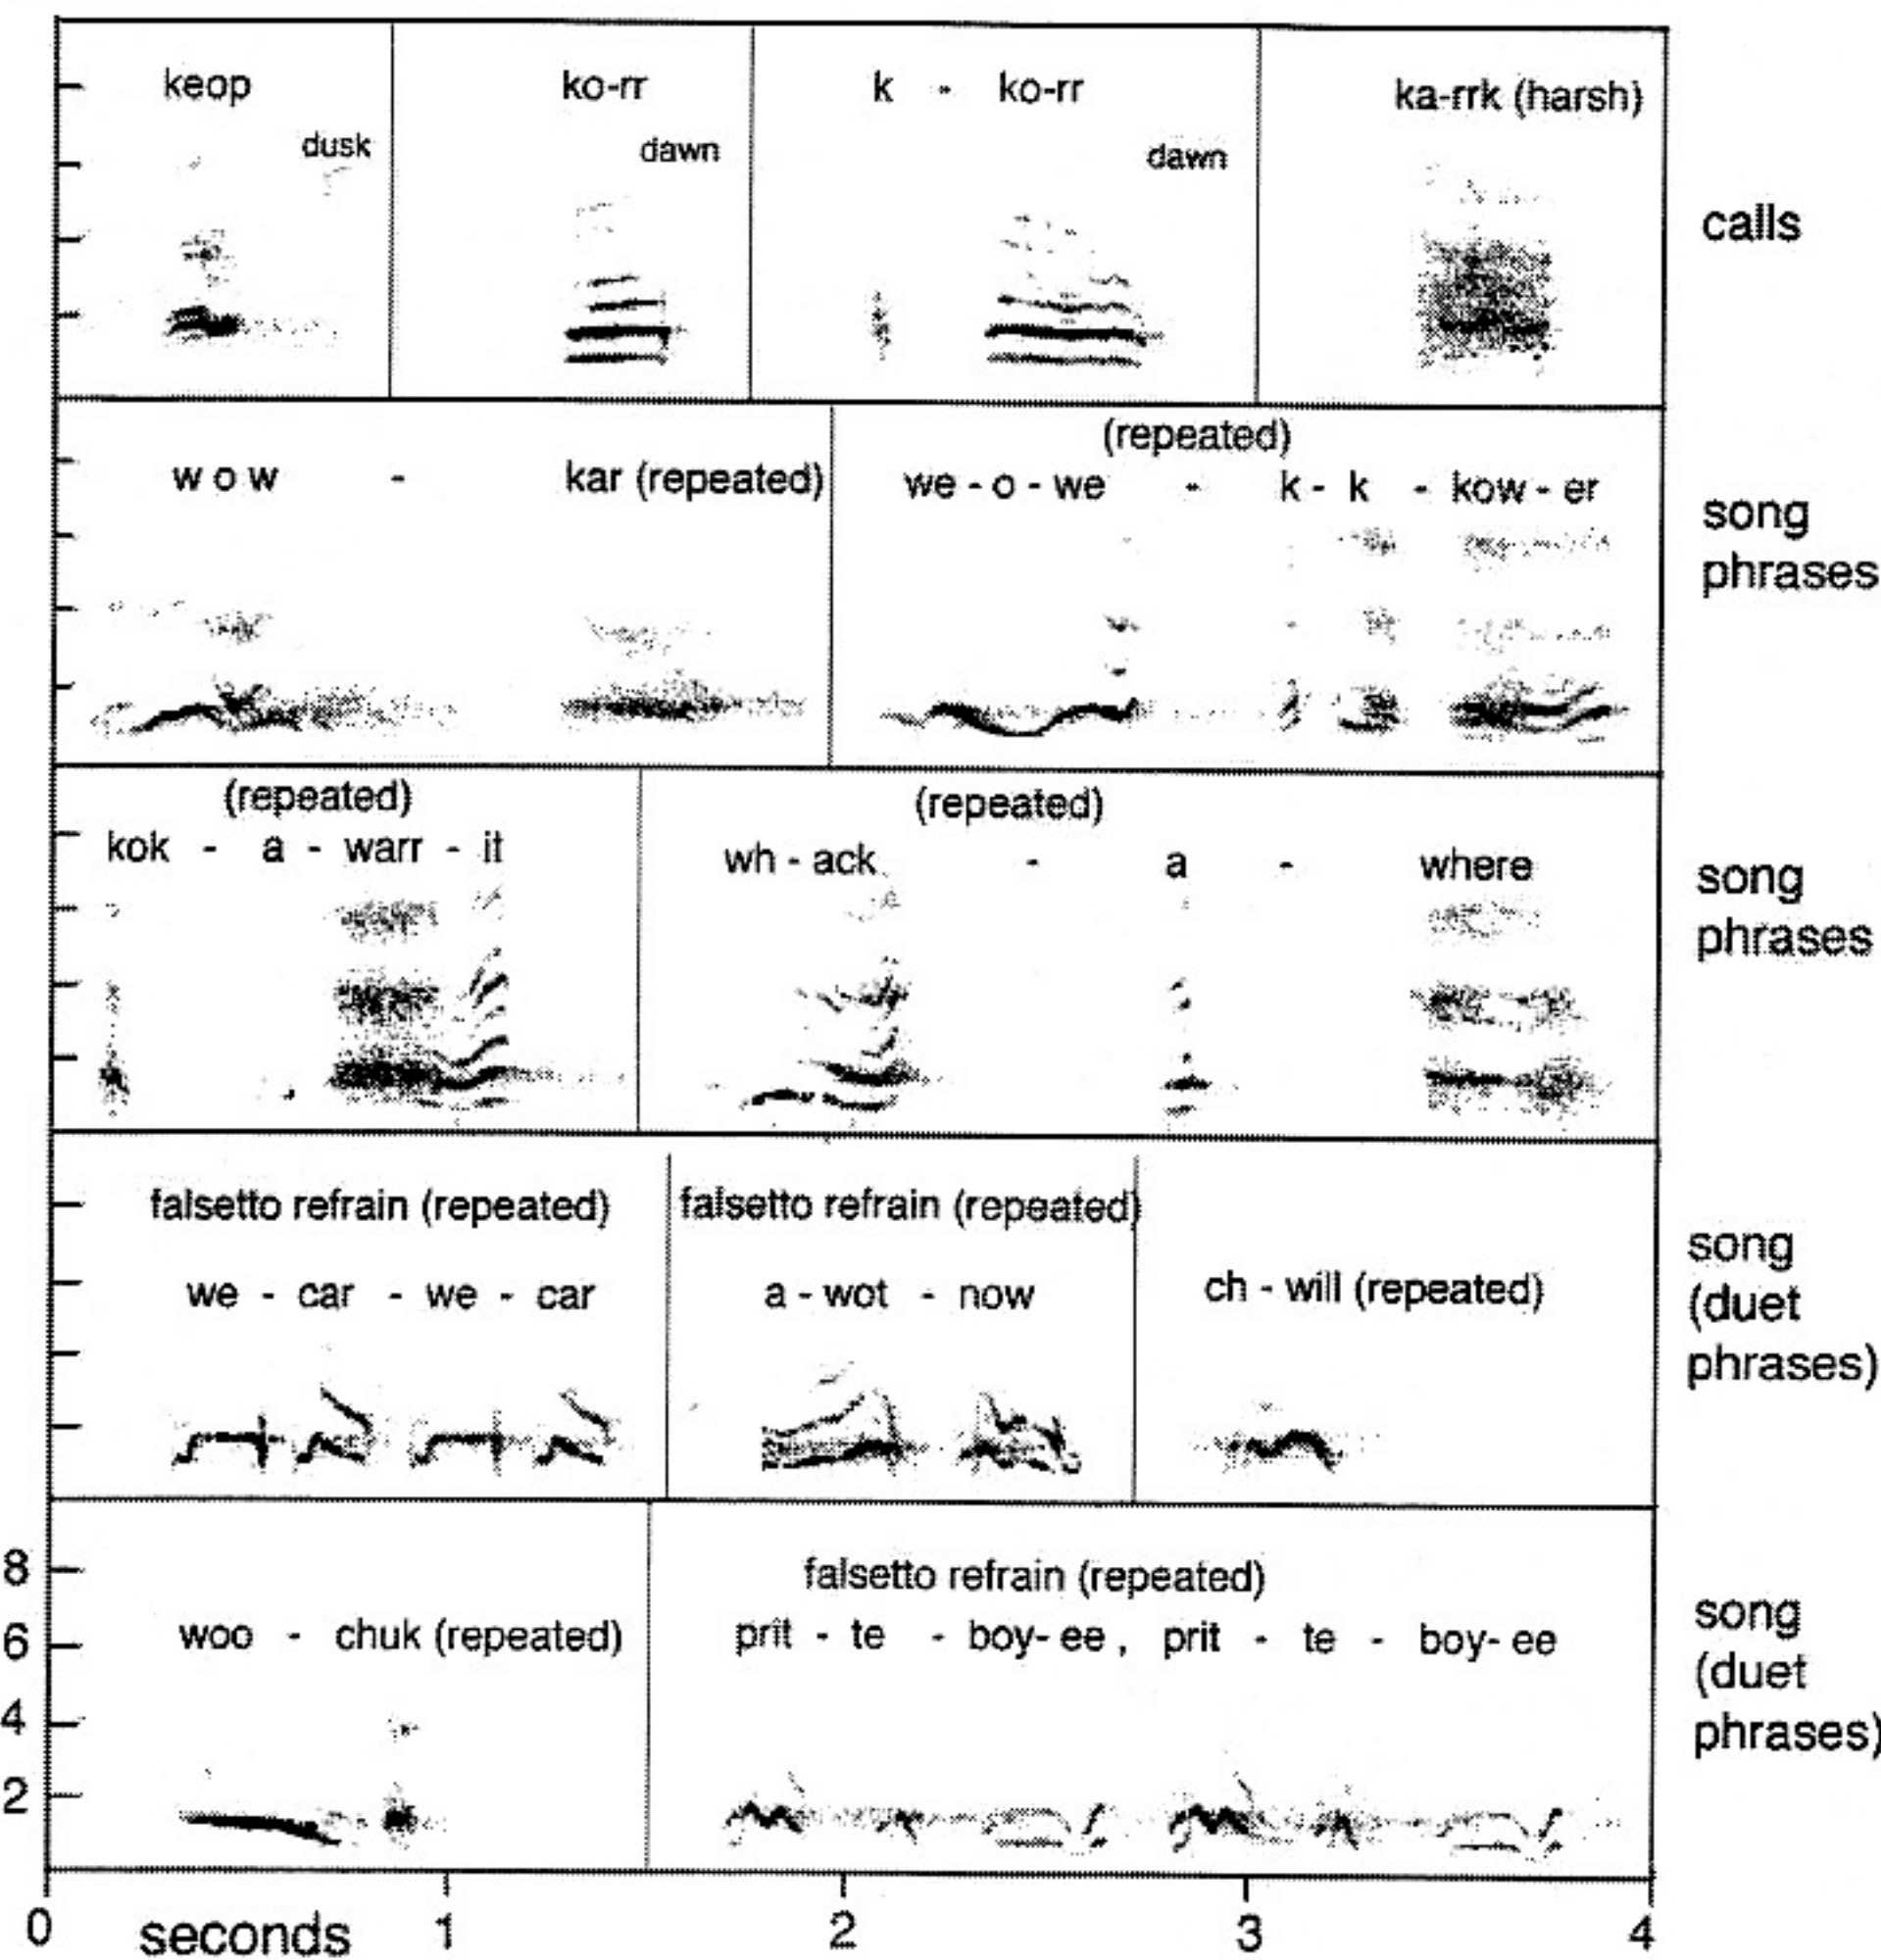 keop
dusk
ko-rr
dawn
k - ko-rr
dawn
ka-rrk (harsh)
calls
wow - kar (repeated)
(repeated)
we - o - we - k - k - kow - er
song
phrases
(repeated)
kok - a - warr - it
(repeated)
wh - ack - a - where
song
phrases
falsetto refrain (repeated)
we - car - we - car
falsetto refrain (repeated)
a - wot - now
ch - will (repeated)
song
(duet
phrases)
8
6
4
2
woo - chuk (repeated)
falsetto refrain (repeated)
prit - te - boy- ee, prit - te - boy- ee
song
(duet
phrases)
0 seconds 1 2 3 4